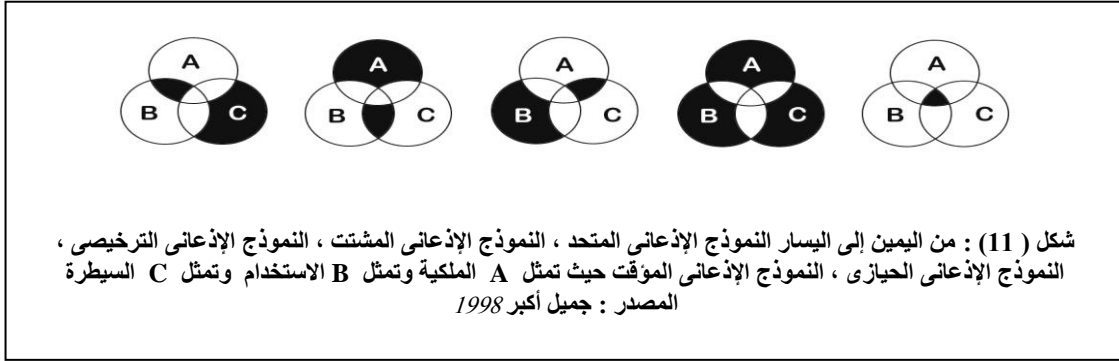 A A A A A
B C B C B C B C B C
شكل ( 11) : من اليمين إلى اليسار النموذج الإذعانى المتحد ، النموذج الإذعانى المشتت ، النموذج الإذعانى الترخيصى ،
النموذج الإذعانى الحيازى ، النموذج الإذعانى المؤقت حيث تمثل A الملكية وتمثل B الاستخدام وتمثل C السيطرة
المصدر : جميل أكبر 1998